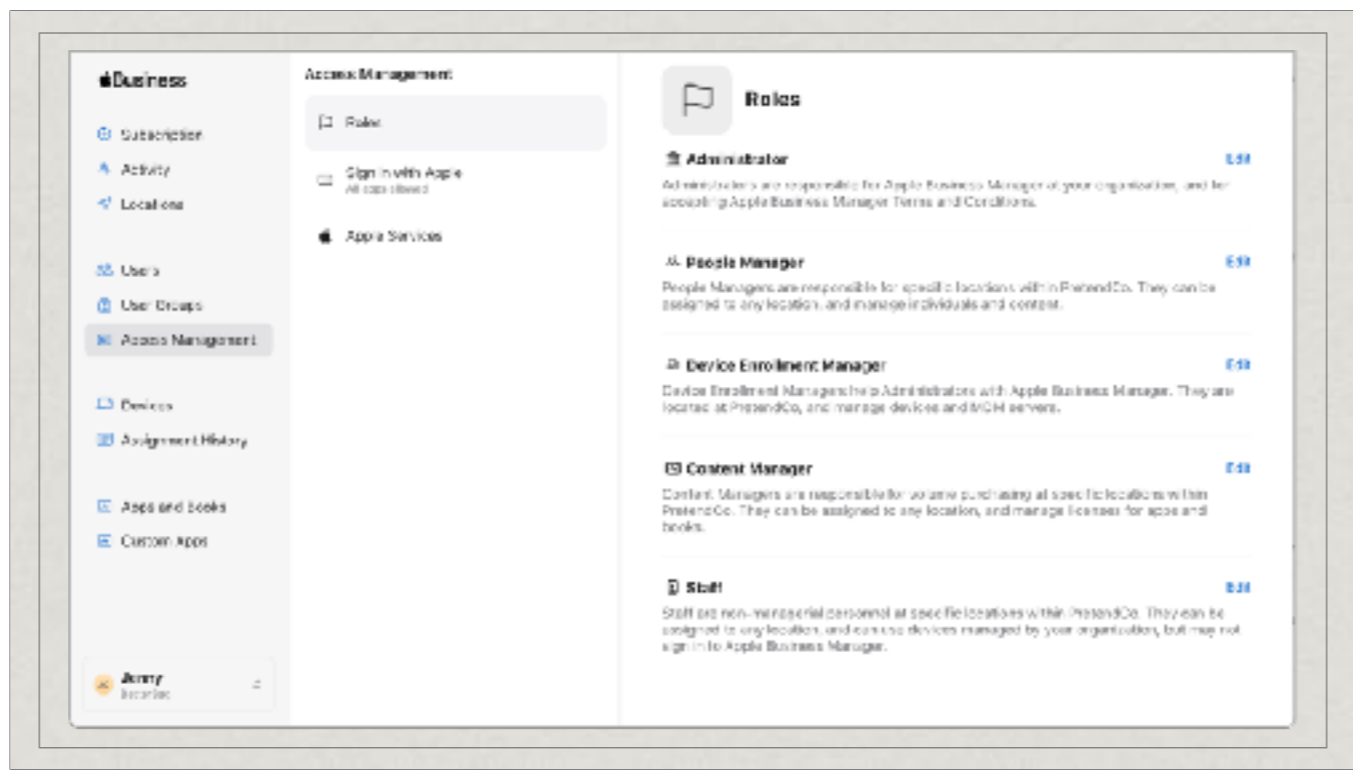 Business
Subscription
Activity
Locations
Users
User Groups
Access Management
Devices
Assignment History
Apps and Books
Custom Apps
Jenny
Access Management
Roles
Sign in with Apple
All apps allowed
Apple Services
Roles
Administrator
Edit
Administrators are responsible for Apple Business Manager at your organization, and for
accepting Apple Business Manager Terms and Conditions.
People Manager
Edit
People Managers are responsible for specific locations within PretendCo. They can be
assigned to any location, and manage individuals and content.
Device Enrollment Manager
Edit
Device Enrollment Managers help Administrators with Apple Business Manager. They are
located at PretendCo, and manage devices and MDM servers.
Content Manager
Edit
Content Managers are responsible for volume purchasing at specific locations within
PretendCo. They can be assigned to any location, and manage licenses for apps and
books.
Staff
Edit
Staff are non-managerial personnel at specific locations within PretendCo. They can be
assigned to any location, and can use devices managed by your organization, but may not
sign in to Apple Business Manager.